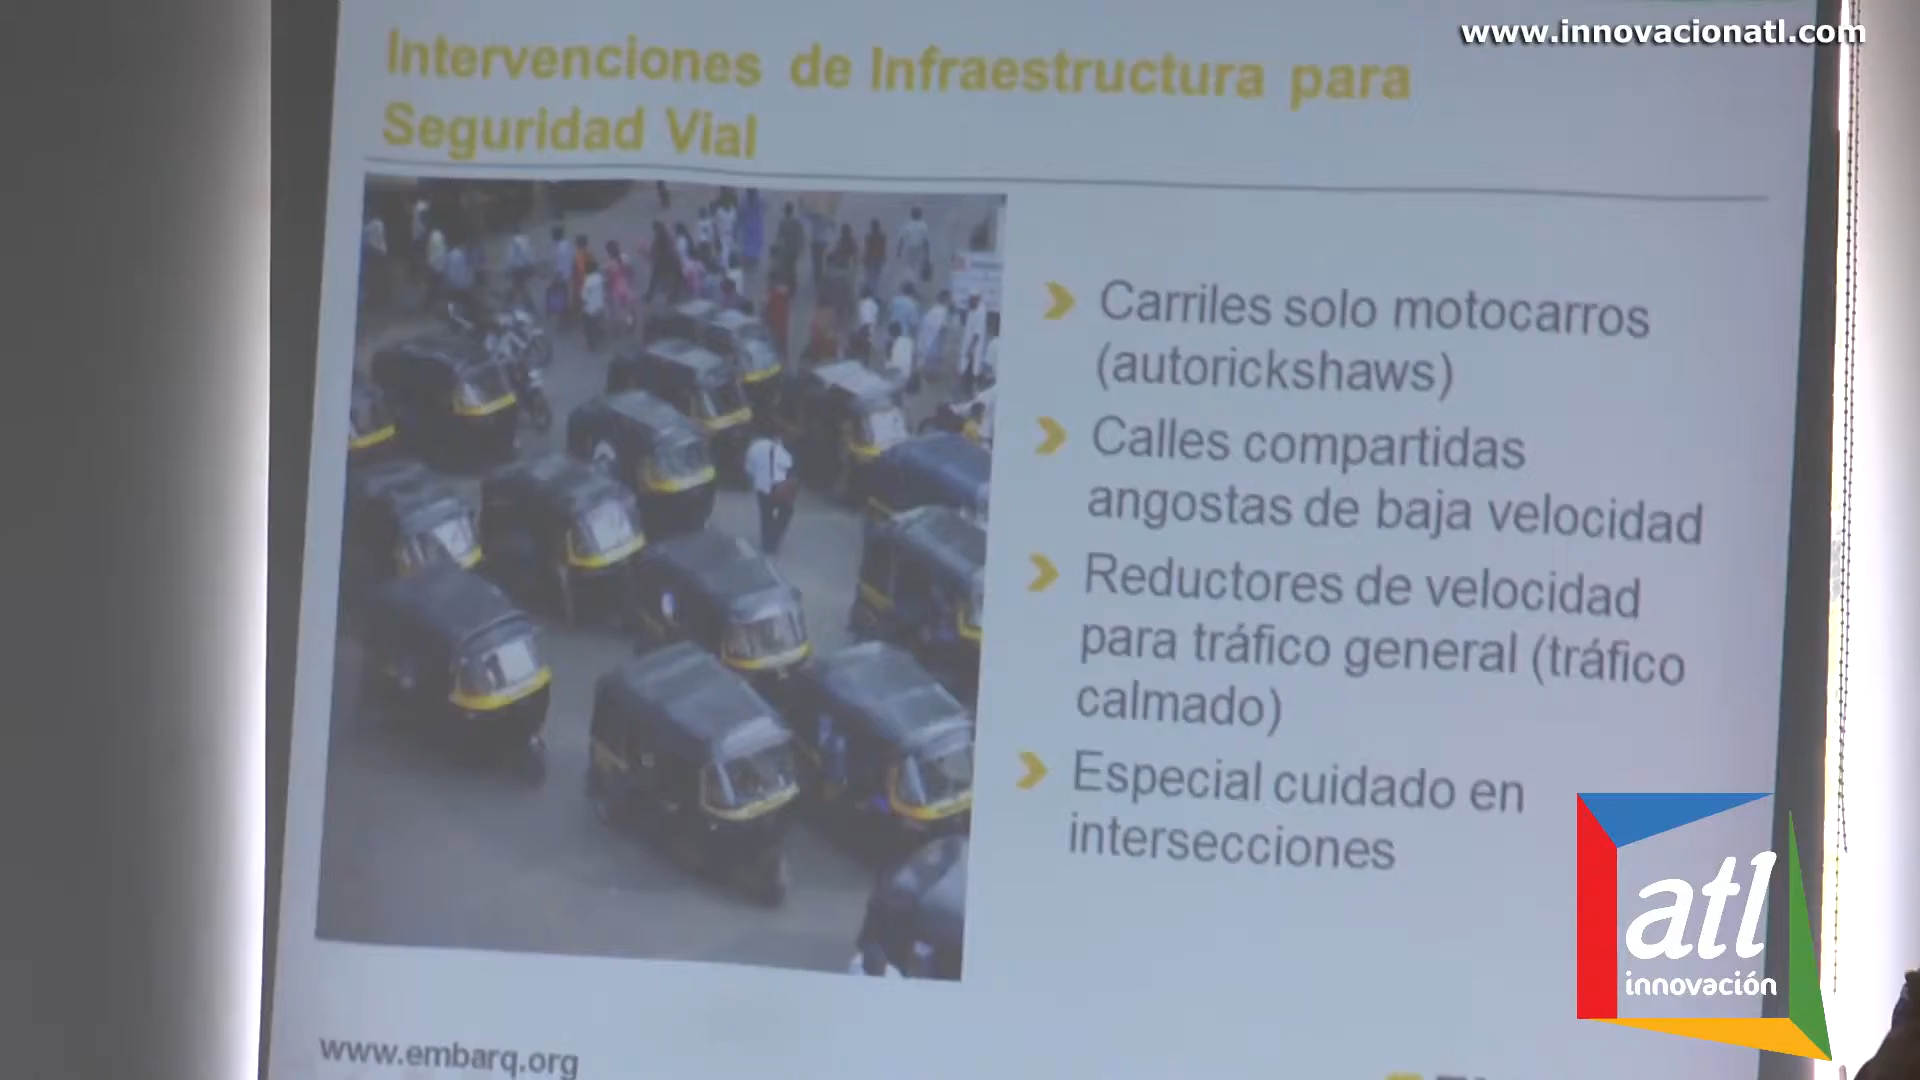 www.innovacionatl.com
Intervenciones de Infraestructura para
Seguridad Vial
Carriles solo motocarros
(autorickshaws)
Calles compartidas
angostas de baja velocidad
Reductores de velocidad
para tráfico general (tráfico
calmado)
Especial cuidado en
intersecciones
atl
innovación
www.embarq.org